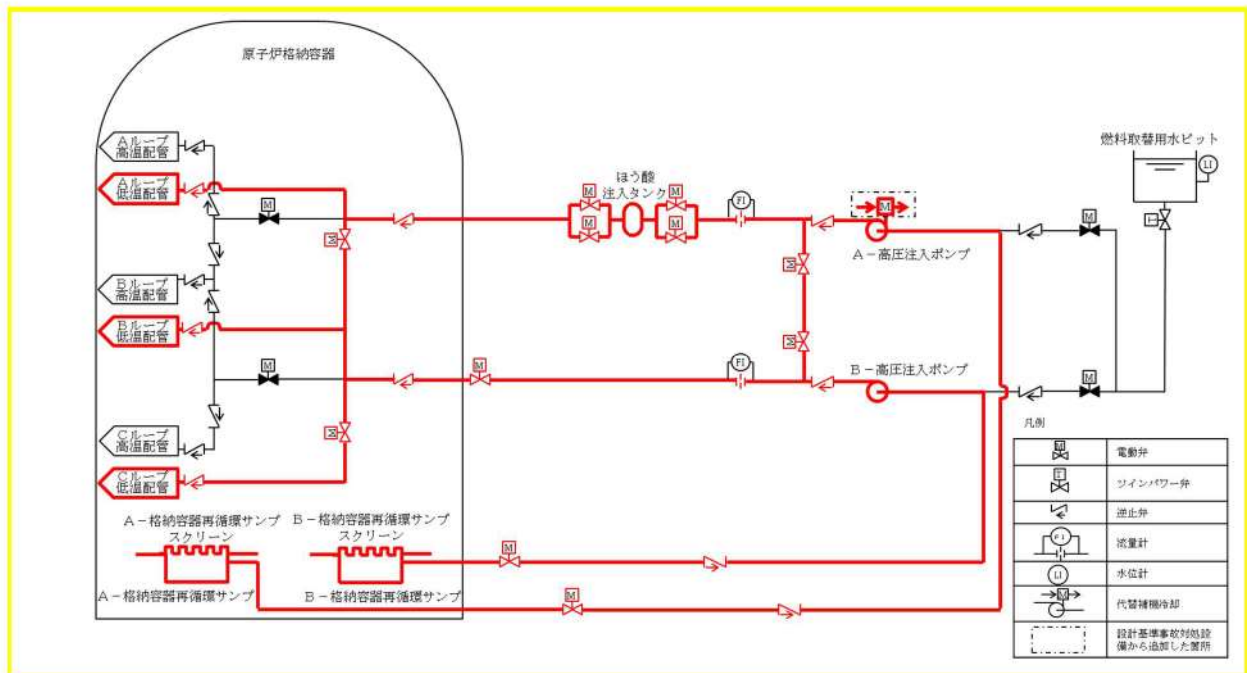 原子炉格納容器
Aループ
高温配管
Aループ
低温配管
Bループ
高温配管
Bループ
低温配管
Cループ
高温配管
Cループ
低温配管
M
M
M
M
ほう酸
注入タンク
M
M
M
M
FI
M
A-高圧注入ポンプ
M
M
M
FI
B-高圧注入ポンプ
燃料取替用水ピット
LI
M
T
M
A-格納容器再循環サンプ
スクリーン
B-格納容器再循環サンプ
スクリーン
A-格納容器再循環サンプ
B-格納容器再循環サンプ
M
M
凡例
M
電動弁
T
ツインパワー弁
逆止弁
FI
流量計
LI
水位計
M
代替補機冷却
設計基準事故対処設
備から追加した箇所